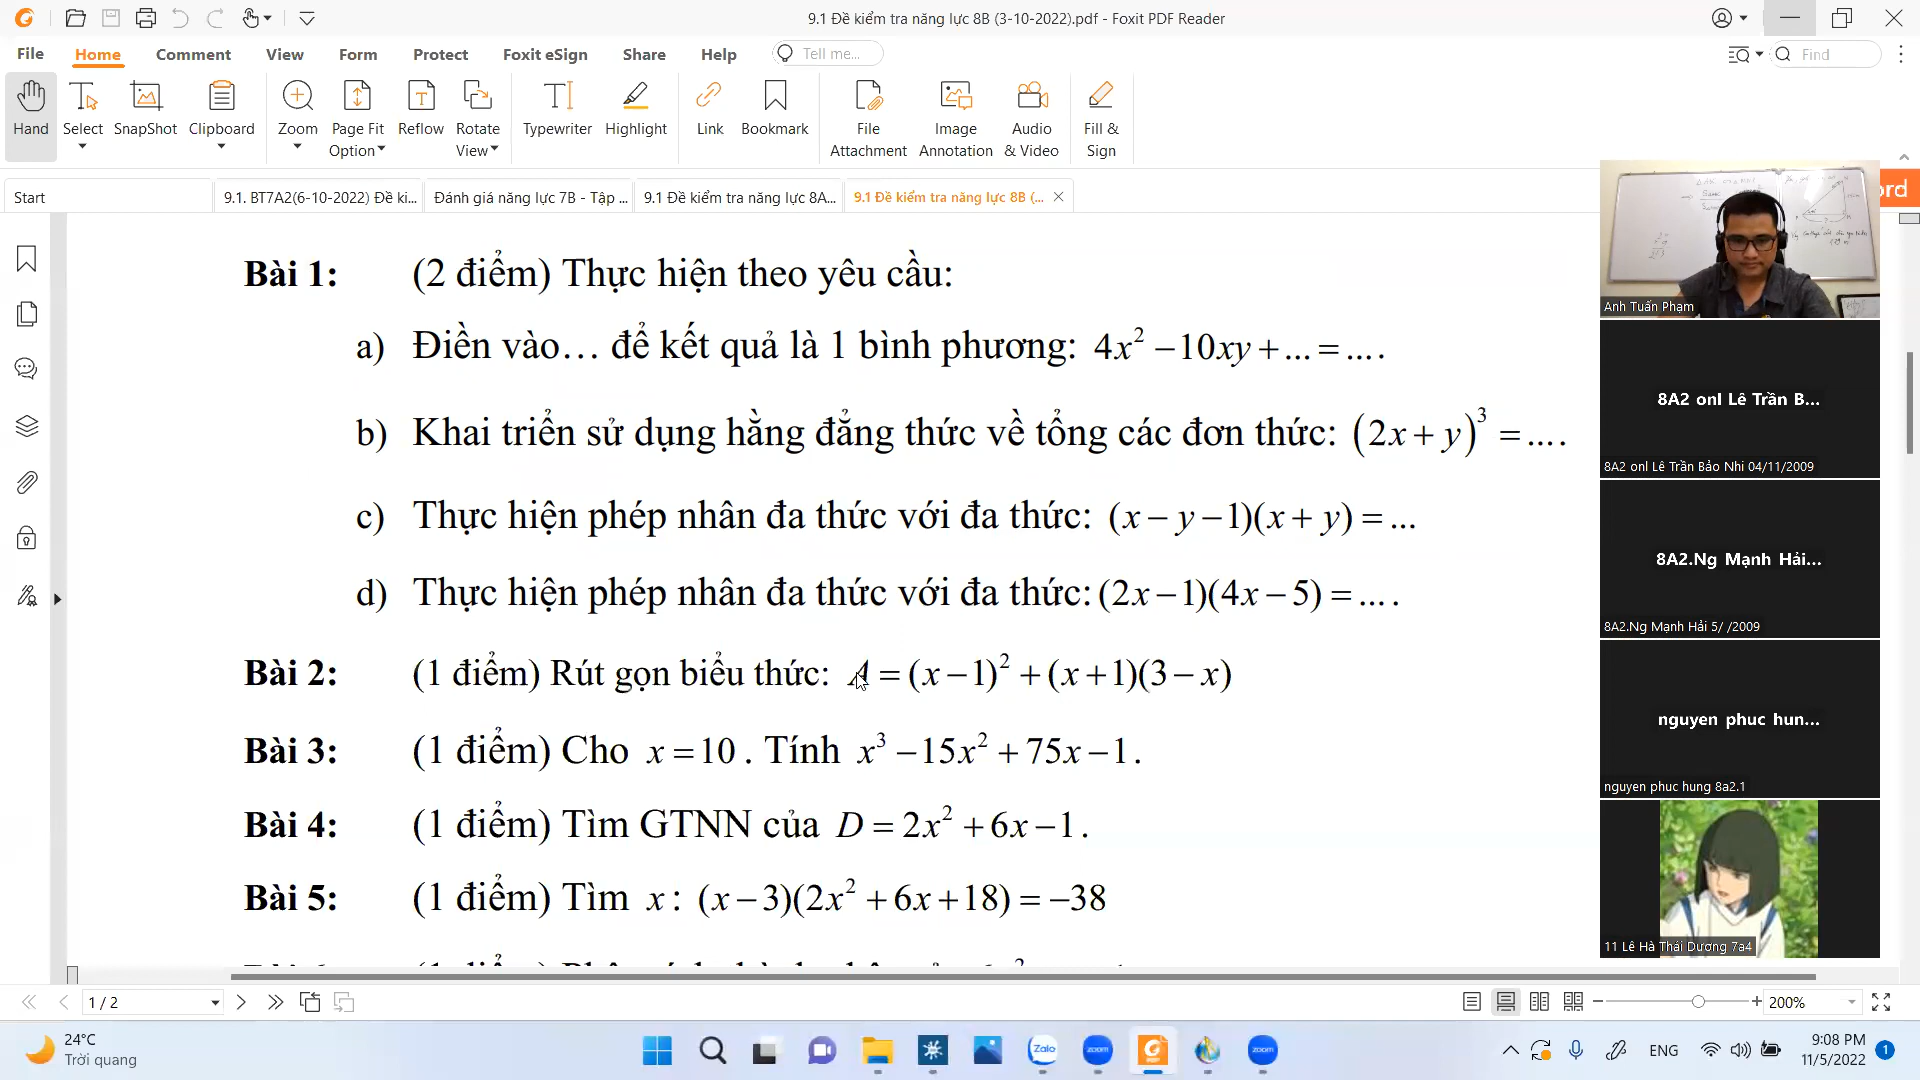 9.1 Đề kiểm tra năng lực 8B (3-10-2022).pdf - Foxit PDF Reader
File Home Comment View Form Protect Foxit eSign Share Help Tell me... Find
Hand Select SnapShot Clipboard Zoom Page Fit Option Reflow Rotate View Typewriter Highlight Link Bookmark File Attachment Image Annotation Audio & Video Fill & Sign
Start 9.1. BT7A2(6-10-2022) Đề ki... Đánh giá năng lực 7B - Tập ... 9.1 Đề kiểm tra năng lực 8A... 9.1 Đề kiểm tra năng lực 8B (...
Bài 1: (2 điểm) Thực hiện theo yêu cầu:
a) Điền vào… để kết quả là 1 bình phương: 4x² − 10xy + ... = ....
b) Khai triển sử dụng hằng đẳng thức về tổng các đơn thức: (2x + y)³ = ....
c) Thực hiện phép nhân đa thức với đa thức: (x − y − 1)(x + y) = ...
d) Thực hiện phép nhân đa thức với đa thức: (2x − 1)(4x − 5) = ....
Bài 2: (1 điểm) Rút gọn biểu thức: A = (x − 1)² + (x + 1)(3 − x)
Bài 3: (1 điểm) Cho x = 10 . Tính x³ − 15x² + 75x − 1.
Bài 4: (1 điểm) Tìm GTNN của D = 2x² + 6x − 1.
Bài 5: (1 điểm) Tìm x : (x − 3)(2x² + 6x + 18) = −38
ord
Anh Tuấn Phạm
8A2 onl Lê Trần B...
8A2 onl Lê Trần Bảo Nhi 04/11/2009
8A2.Ng Mạnh Hải...
8A2.Ng Mạnh Hải 5/ /2009
nguyen phuc hun...
nguyen phuc hung 8a2.1
11 Lê Hà Thái Dương 7a4
1 / 2 200%
24°C
Trời quang
Zalo zoom zoom
ENG
9:08 PM
11/5/2022
1